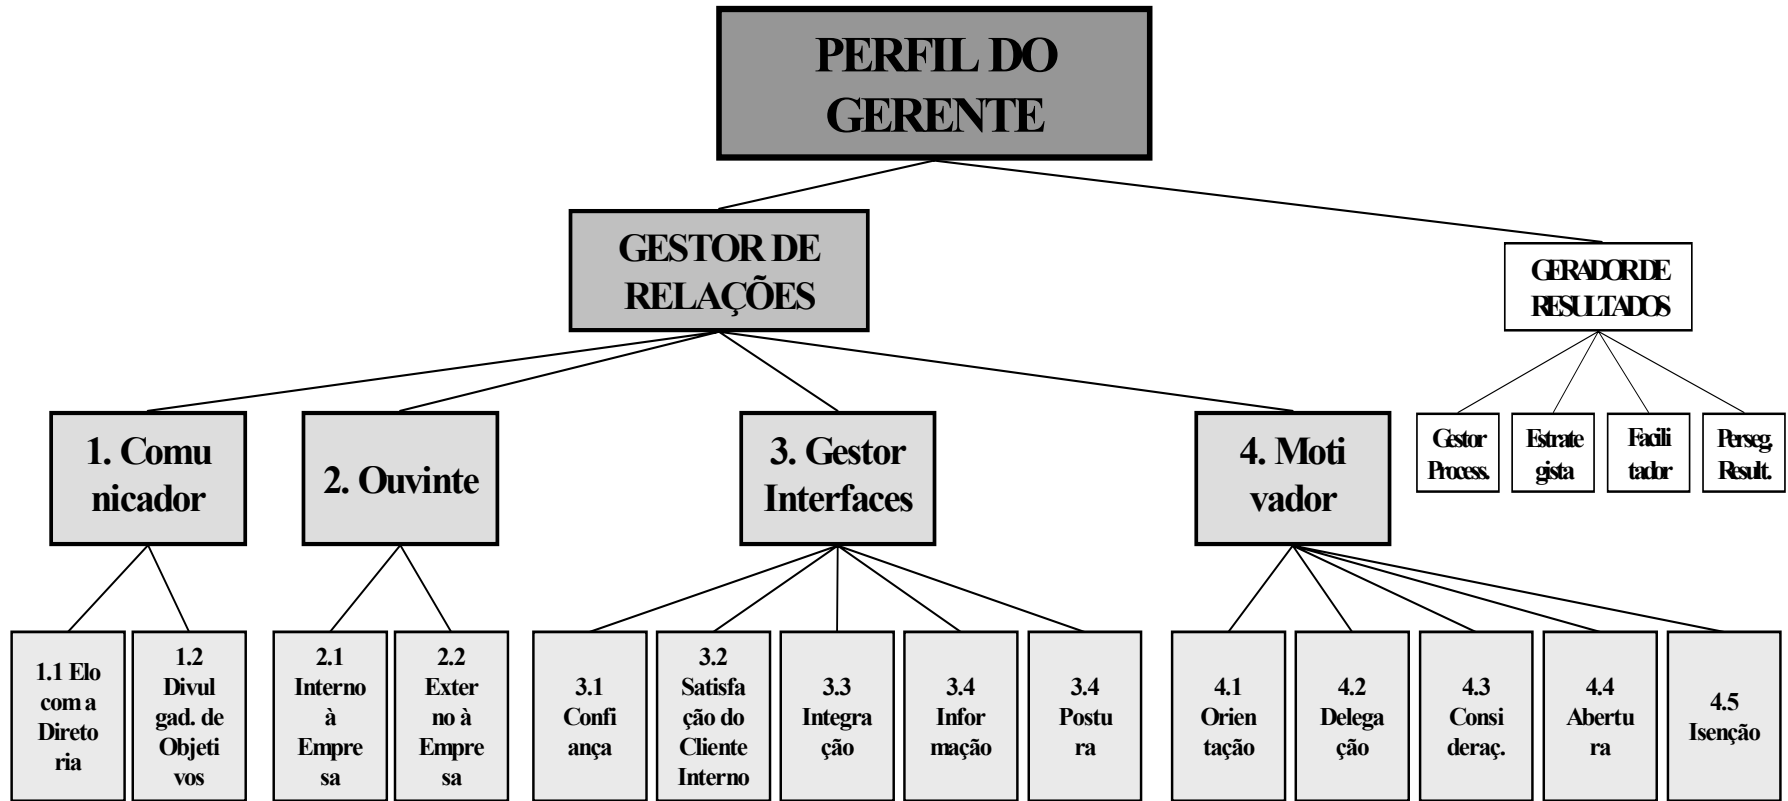 PERFIL DO
GERENTE
GESTOR DE
RELAÇÕES
GERADOR DE
RESULTADOS
1. Comu
nicador
2. Ouvinte
3. Gestor
Interfaces
4. Moti
vador
Gestor
Process.
Estrate
gista
Facili
tador
Perseg.
Result.
1.1 Elo
com a
Direto
ria
1.2
Divul
gad. de
Objeti
vos
2.1
Interno
à
Empre
sa
2.2
Exter
no à
Empre
sa
3.1
Confi
ança
3.2
Satisfa
ção do
Cliente
Interno
3.3
Integra
ção
3.4
Infor
mação
3.4
Postu
ra
4.1
Orien
tação
4.2
Delega
ção
4.3
Consi
deraç.
4.4
Abertu
ra
4.5
Isenção